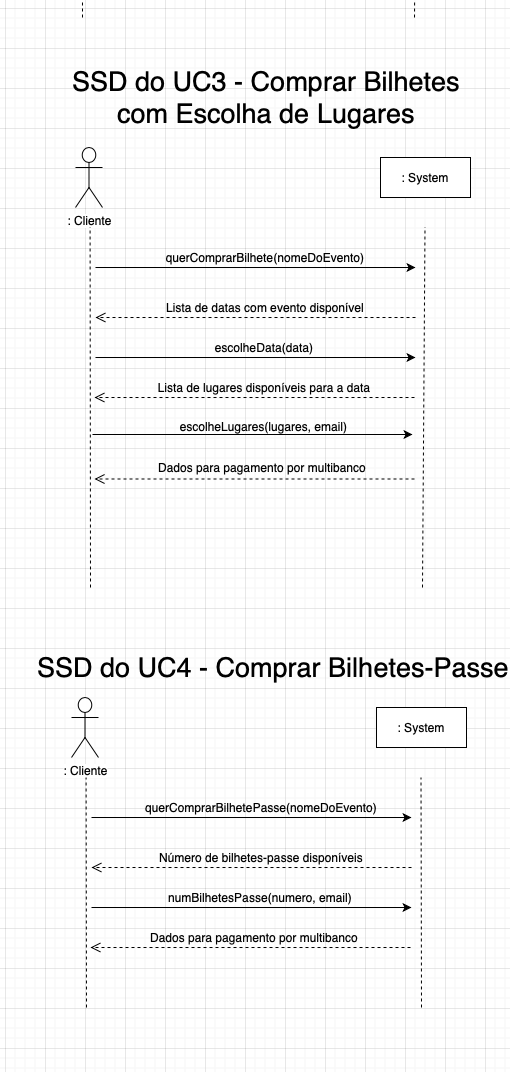 SSD do UC3 - Comprar Bilhetes
com Escolha de Lugares
: System
: Cliente
querComprarBilhete(nomeDoEvento)
Lista de datas com evento disponível
escolheData(data)
Lista de lugares disponíveis para a data
escolheLugares(lugares, email)
Dados para pagamento por multibanco
SSD do UC4 - Comprar Bilhetes-Passe
: System
: Cliente
querComprarBilhetePasse(nomeDoEvento)
Número de bilhetes-passe disponíveis
numBilhetesPasse(numero, email)
Dados para pagamento por multibanco